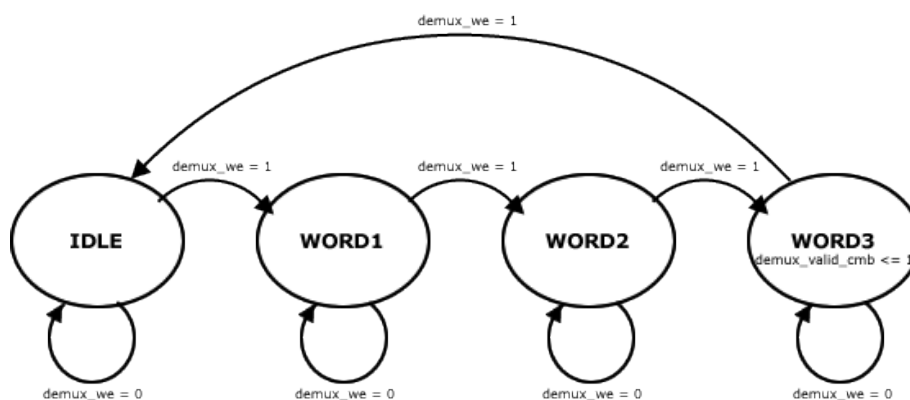 demux_we = 1
demux_we = 1
demux_we = 1
demux_we = 1
IDLE
WORD1
WORD2
WORD3
demux_valid_cmb <= 1
demux_we = 0
demux_we = 0
demux_we = 0
demux_we = 0